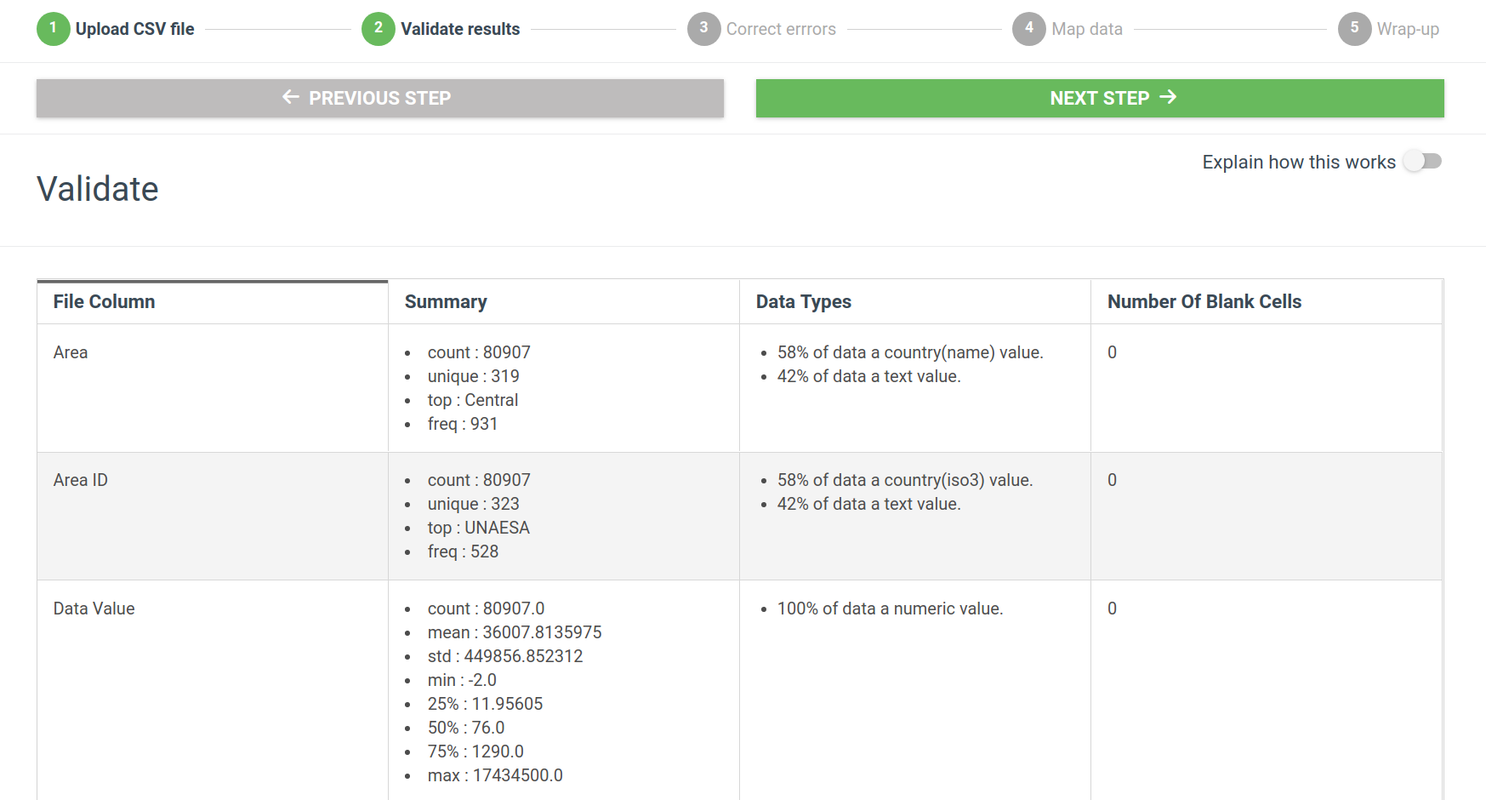 1 Upload CSV file 2 Validate results 3 Correct errrors 4 Map data 5 Wrap-up
← PREVIOUS STEP NEXT STEP →
Explain how this works
Validate
File Column Summary Data Types Number Of Blank Cells
Area
• count : 80907
• unique : 319
• top : Central
• freq : 931
• 58% of data a country(name) value.
• 42% of data a text value.
0
Area ID
• count : 80907
• unique : 323
• top : UNAESA
• freq : 528
• 58% of data a country(iso3) value.
• 42% of data a text value.
0
Data Value
• count : 80907.0
• mean : 36007.8135975
• std : 449856.852312
• min : -2.0
• 25% : 11.95605
• 50% : 76.0
• 75% : 1290.0
• max : 17434500.0
• 100% of data a numeric value.
0